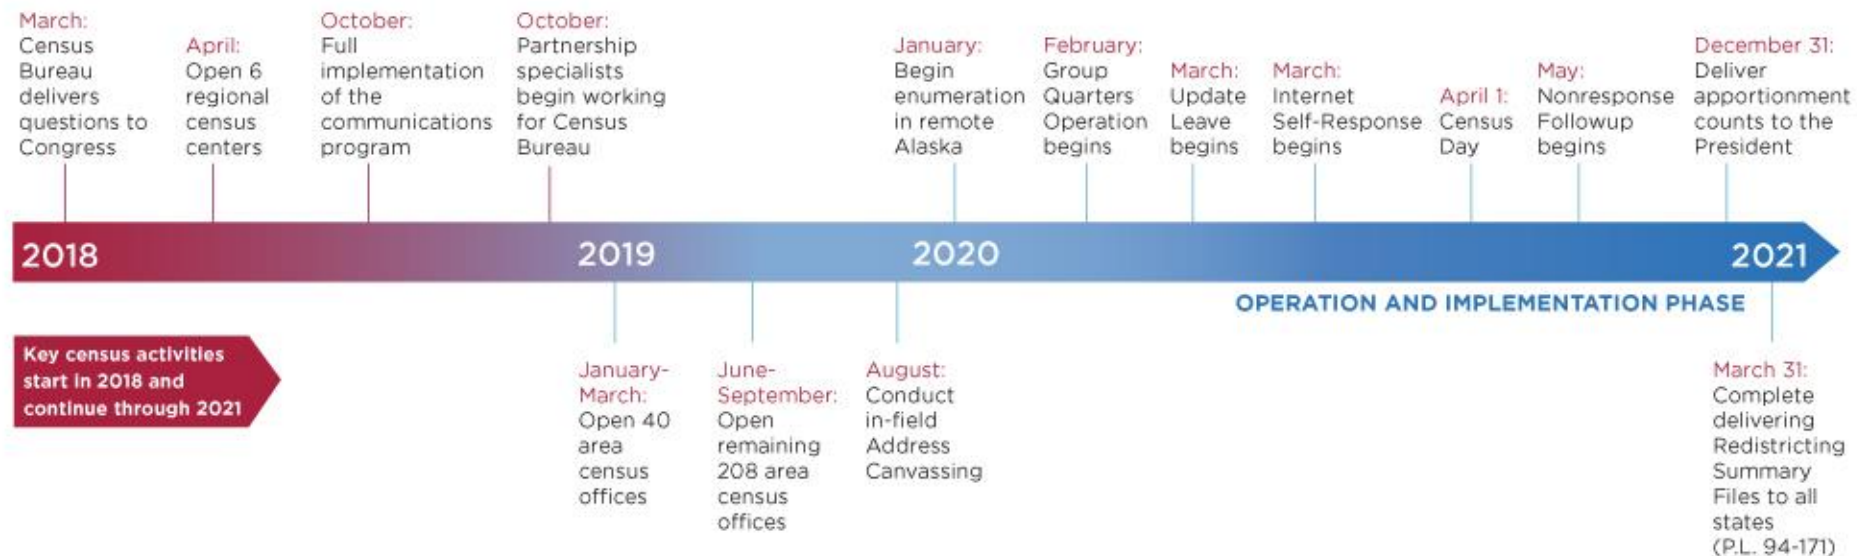 March:
Census
Bureau
delivers
questions to
Congress
April:
Open 6
regional
census
centers
October:
Full
implementation
of the
communications
program
October:
Partnership
specialists
begin working
for Census
Bureau
January:
Begin
enumeration
in remote
Alaska
February:
Group
Quarters
Operation
begins
March:
Update
Leave
begins
March:
Internet
Self-Response
begins
April 1:
Census
Day
May:
Nonresponse
Followup
begins
December 31:
Deliver
apportionment
counts to the
President
2018
2019
2020
2021
OPERATION AND IMPLEMENTATION PHASE
Key census activities
start in 2018 and
continue through 2021
January-
March:
Open 40
area
census
offices
June-
September:
Open
remaining
208 area
census
offices
August:
Conduct
in-field
Address
Canvassing
March 31:
Complete
delivering
Redistricting
Summary
Files to all
states
(P.L. 94-171)